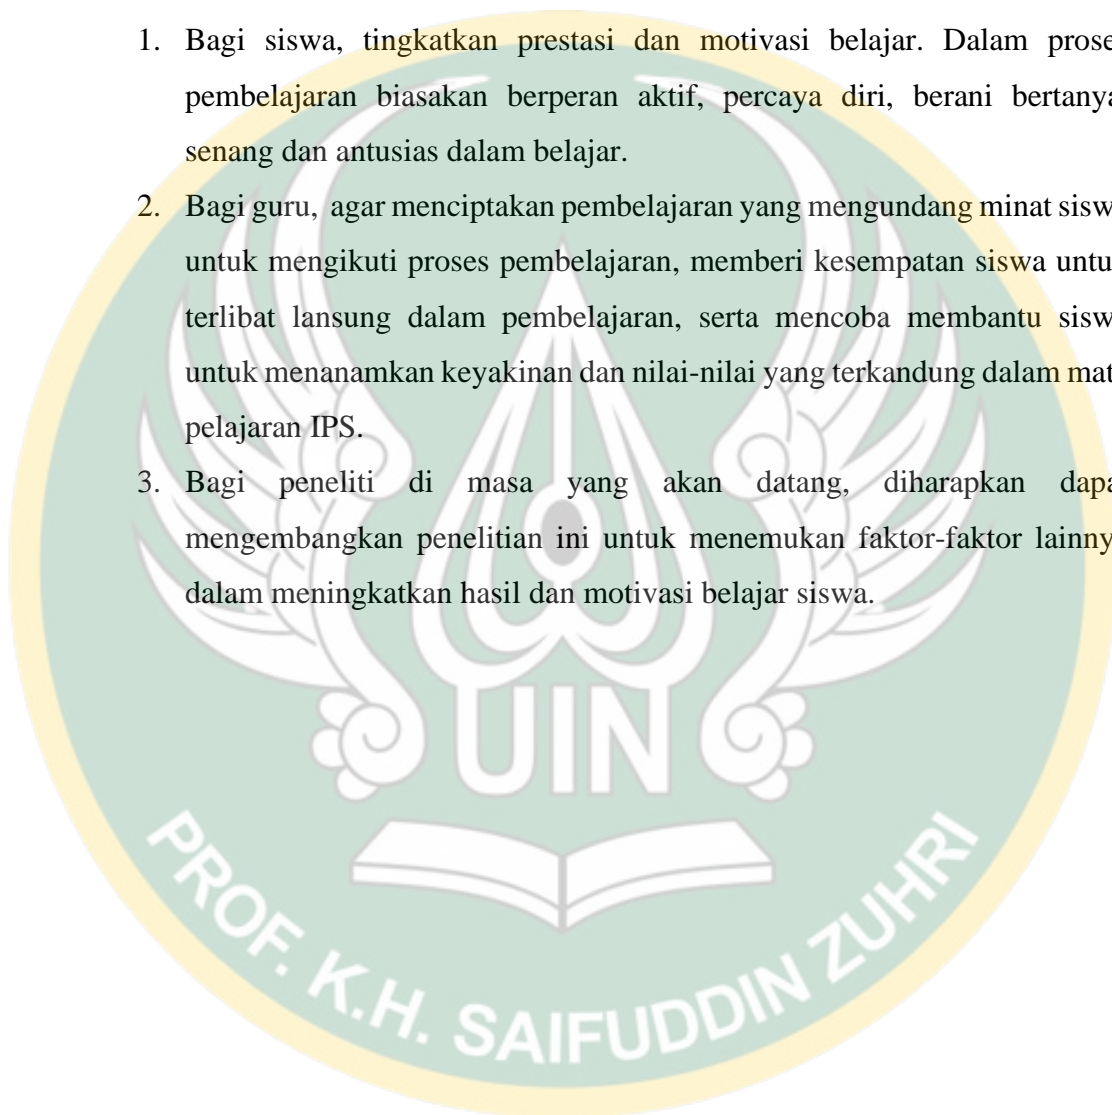 1. Bagi siswa, tingkatkan prestasi dan motivasi belajar. Dalam prose
pembelajaran biasakan berperan aktif, percaya diri, berani bertanya
senang dan antusias dalam belajar.
2. Bagi guru, agar menciptakan pembelajaran yang mengundang minat sisw
untuk mengikuti proses pembelajaran, memberi kesempatan siswa untu
terlibat lansung dalam pembelajaran, serta mencoba membantu sisw
untuk menanamkan keyakinan dan nilai-nilai yang terkandung dalam mat
pelajaran IPS.
3. Bagi peneliti di masa yang akan datang, diharapkan dapa
mengembangkan penelitian ini untuk menemukan faktor-faktor lainny
dalam meningkatkan hasil dan motivasi belajar siswa.
UIN
PROF. K.H. SAIFUDDIN ZUHRI